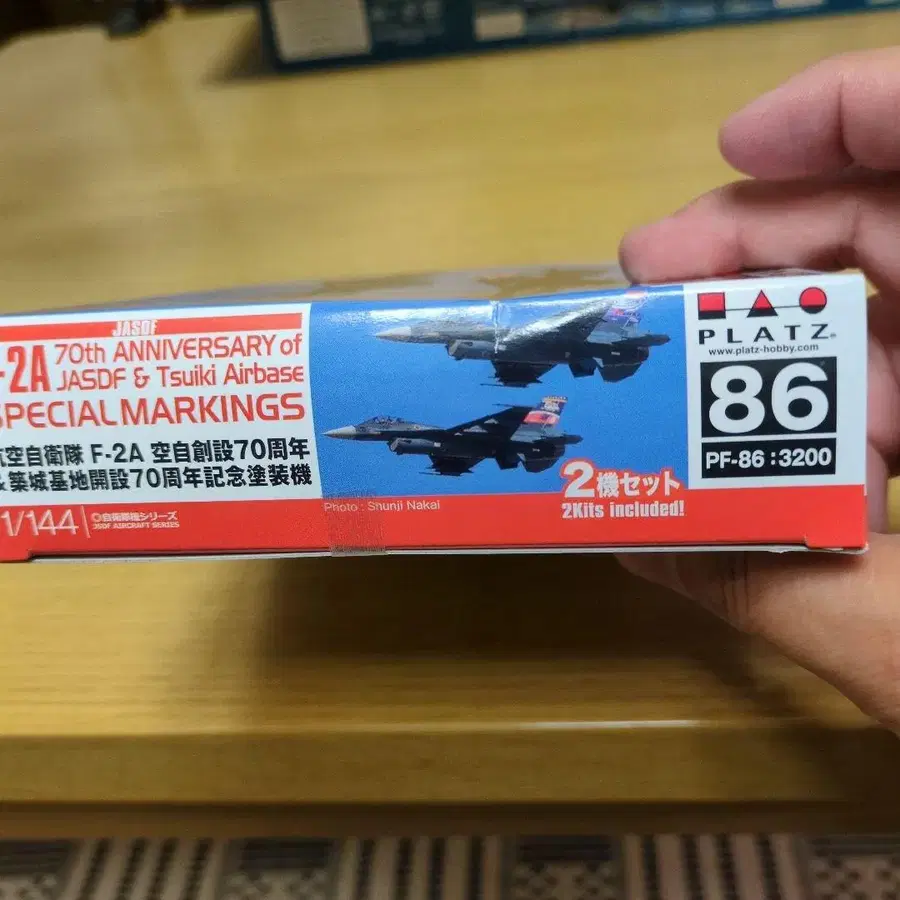 JASDF
-2A
70th ANNIVERSARY of
JASDF & Tsuiki Airbase
SPECIAL MARKINGS
航空自衛隊 F-2A 空自創設70周年
&築城基地開設70周年記念塗装機
1/144
自衛隊機シリーズ
JSDF AIRCRAFT SERIES
Photo : Shunji Nakai
2機セット
2Kits included!
PLATZ
www.platz-hobby.com
86
PF-86 :3200